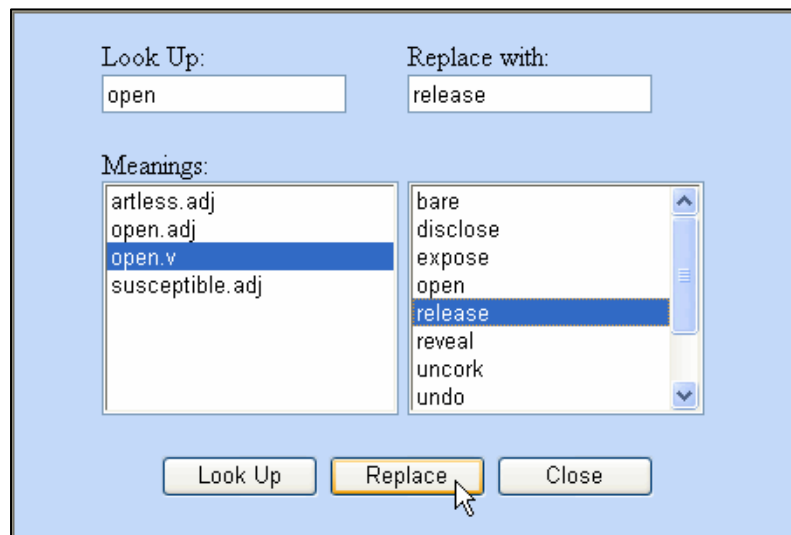 Look Up:
Replace with:
open
release
Meanings:
artless.adj
open.adj
open.v
susceptible.adj
bare
disclose
expose
open
release
reveal
uncork
undo
Look Up
Replace
Close